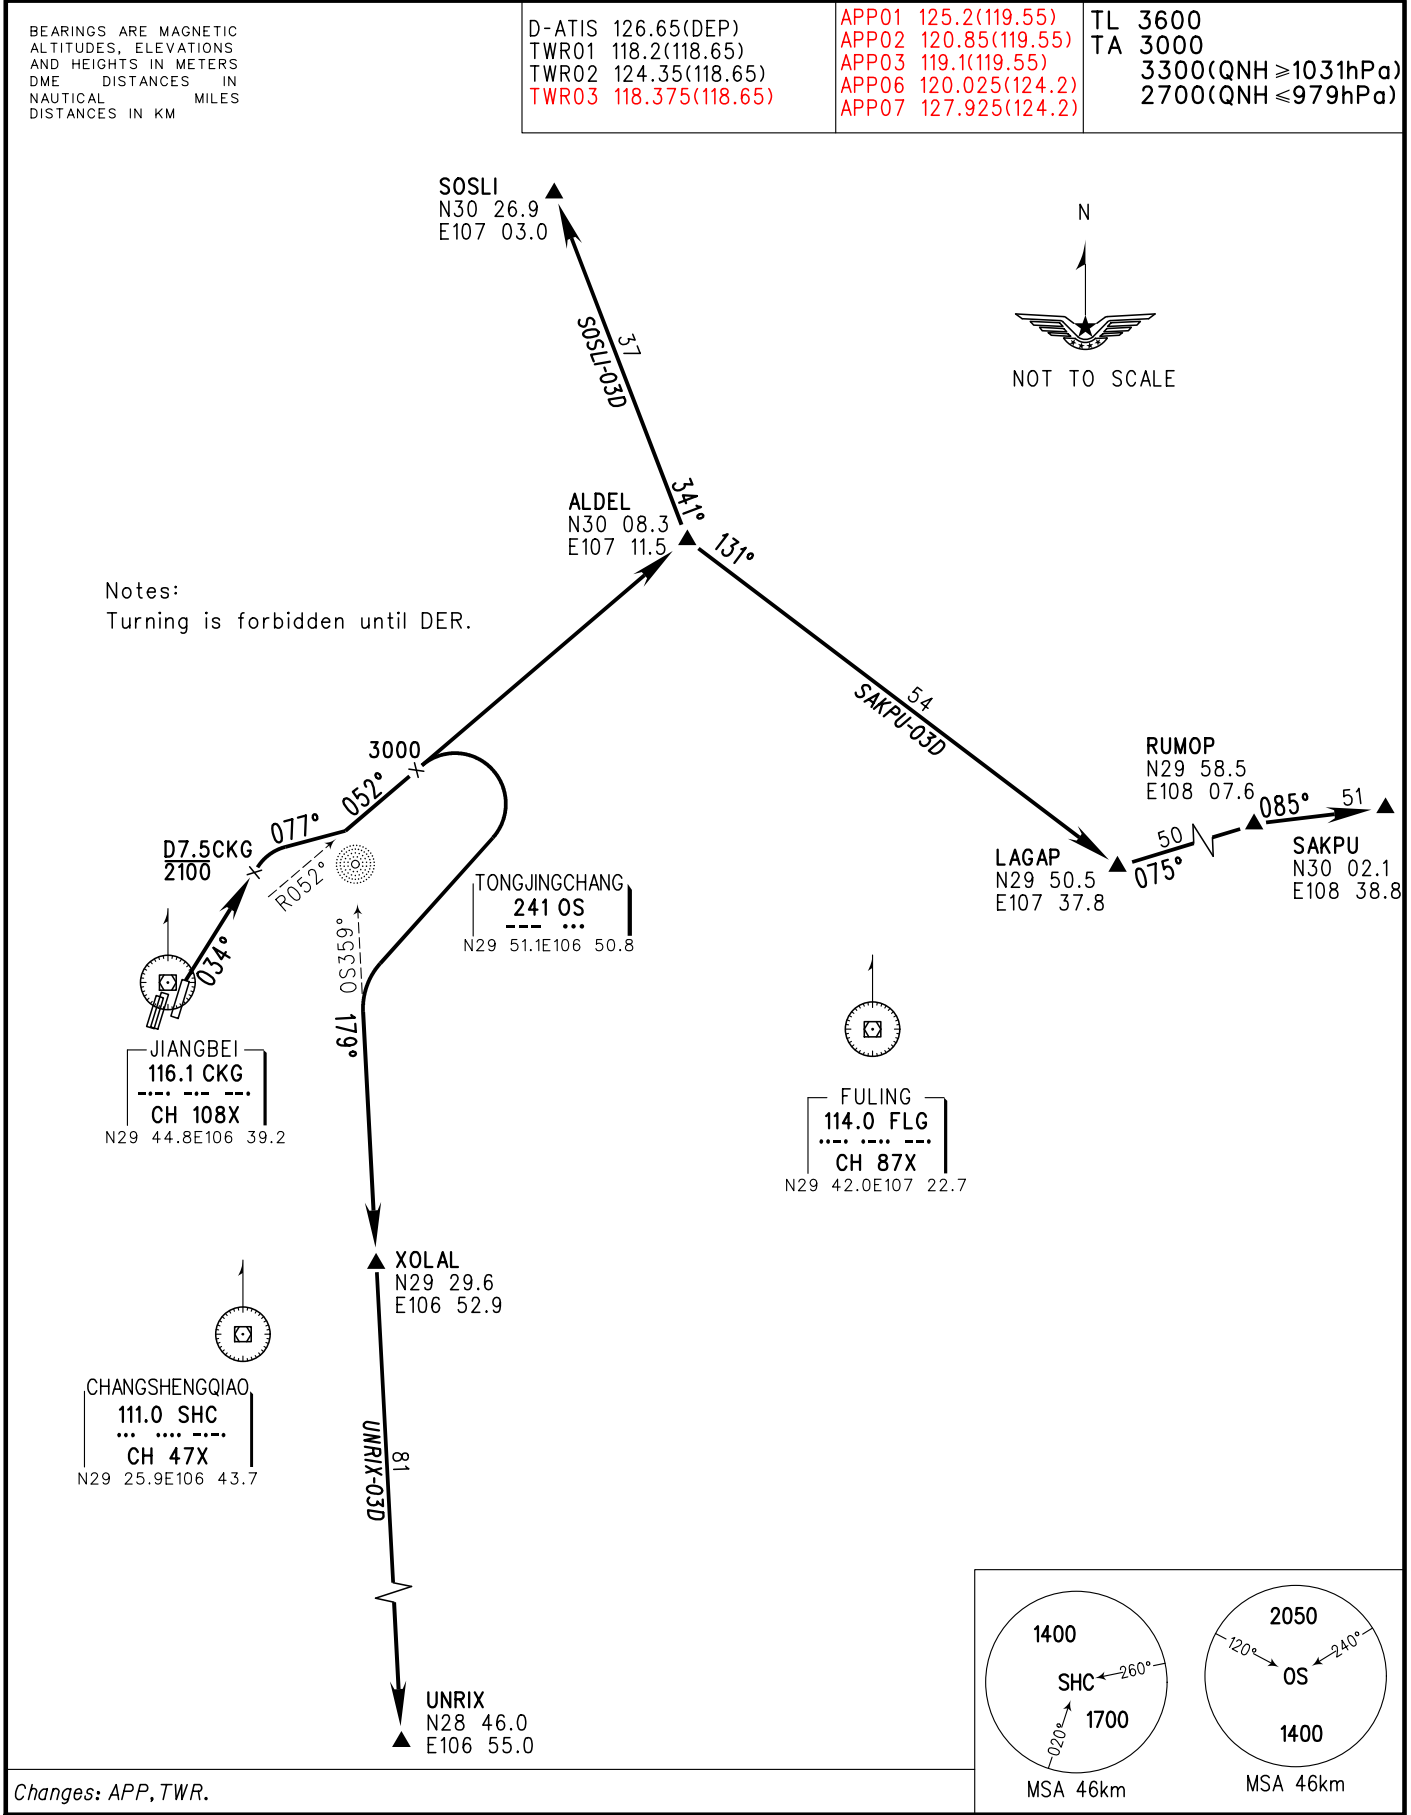 BEARINGS ARE MAGNETIC
ALTITUDES, ELEVATIONS
AND HEIGHTS IN METERS
DME DISTANCES IN
NAUTICAL MILES
DISTANCES IN KM
D-ATIS 126.65(DEP)
TWR01 118.2(118.65)
TWR02 124.35(118.65)
TWR03 118.375(118.65)
APP01 125.2(119.55)
APP02 120.85(119.55)
APP03 119.1(119.55)
APP06 120.025(124.2)
APP07 127.925(124.2)
TL 3600
TA 3000
3300(QNH ≥1031hPa)
2700(QNH ≤979hPa)
SOSLI
N30 26.9
E107 03.0
N
NOT TO SCALE
37
SOSLI-03D
341°
ALDEL
N30 08.3
E107 11.5
131°
Notes:
Turning is forbidden until DER.
54
SAKPU-03D
3000
052°
077°
D7.5CKG
2100
R052°
034°
TONGJINGCHANG
241 OS
--- •••
N29 51.1E106 50.8
OS359°
179°
RUMOP
N29 58.5
E108 07.6
085°
51
50
075°
LAGAP
N29 50.5
E107 37.8
SAKPU
N30 02.1
E108 38.8
JIANGBEI
116.1 CKG
-•-• -•- --•
CH 108X
N29 44.8E106 39.2
FULING
114.0 FLG
••-• •-•• --•
CH 87X
N29 42.0E107 22.7
XOLAL
N29 29.6
E106 52.9
CHANGSHENGQIAO
111.0 SHC
••• •••• -•-•
CH 47X
N29 25.9E106 43.7
UNRIX-03D
81
UNRIX
N28 46.0
E106 55.0
1400
SHC
260°
020°
1700
MSA 46km
2050
120°
240°
OS
1400
MSA 46km
Changes: APP, TWR.